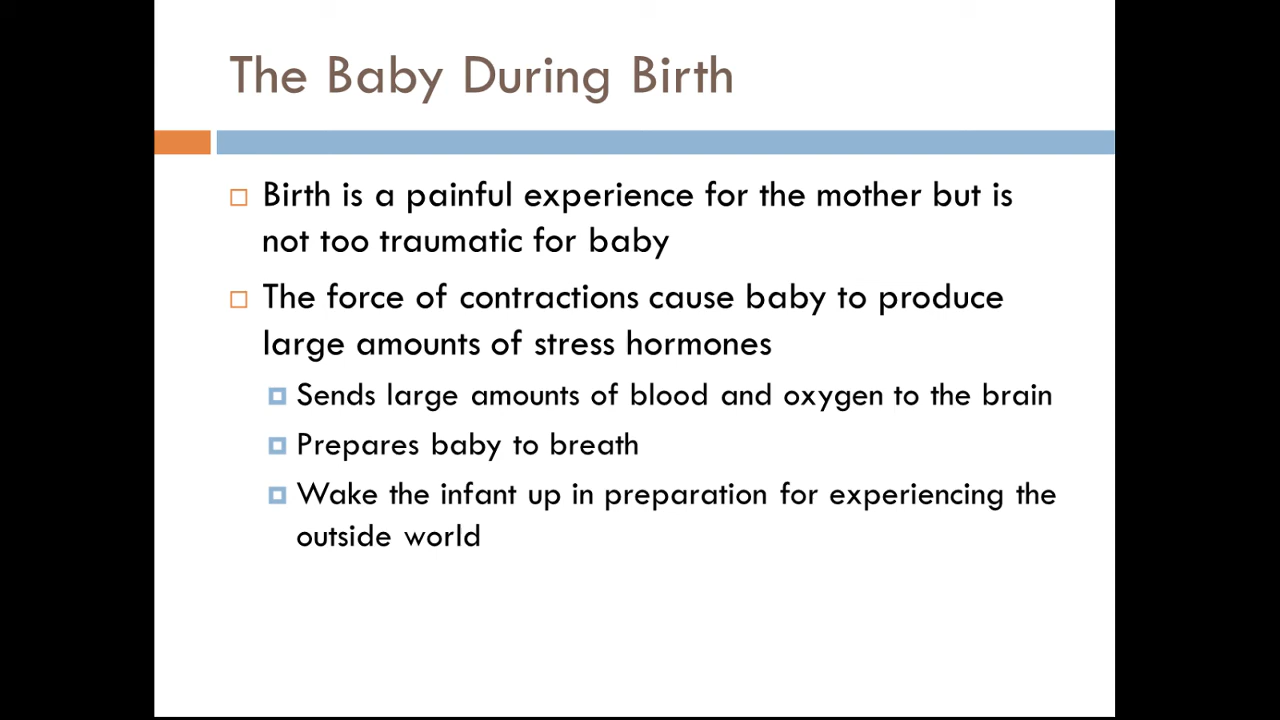 The Baby During Birth
Birth is a painful experience for the mother but is
not too traumatic for baby
The force of contractions cause baby to produce
large amounts of stress hormones
Sends large amounts of blood and oxygen to the brain
Prepares baby to breath
Wake the infant up in preparation for experiencing the
outside world